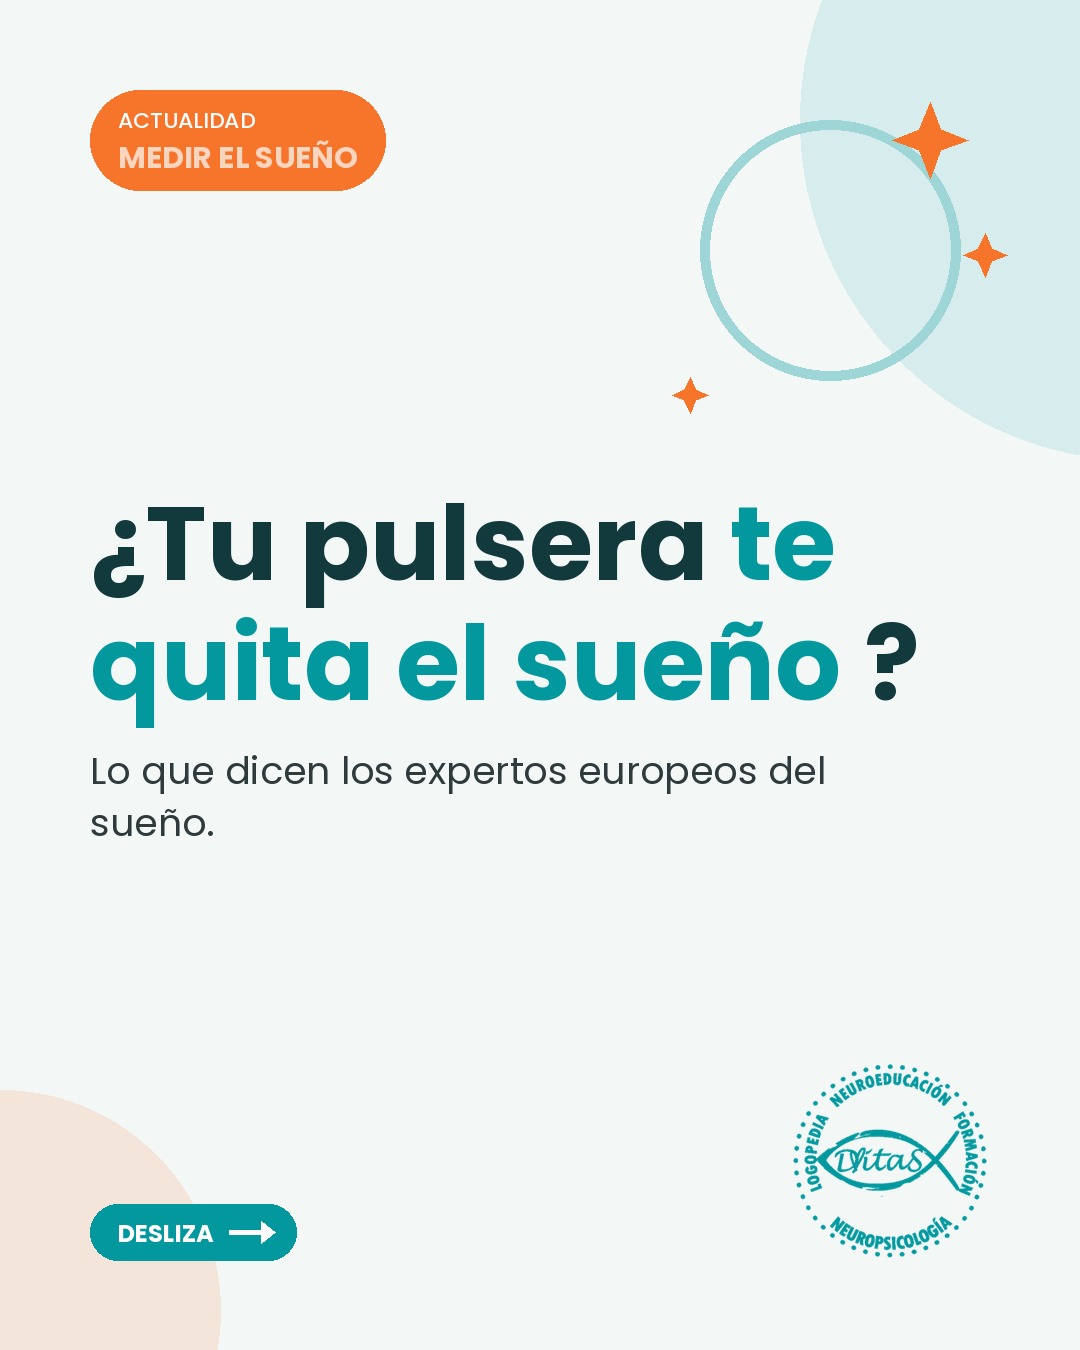 ACTUALIDAD
MEDIR EL SUEÑO
¿Tu pulsera te
quita el sueño ?
Lo que dicen los expertos europeos del
sueño.
DESLIZA
LOGOPEDIA NEUROEDUCACIÓN FORMACIÓN
DVitaS
NEUROPSICOLOGÍA